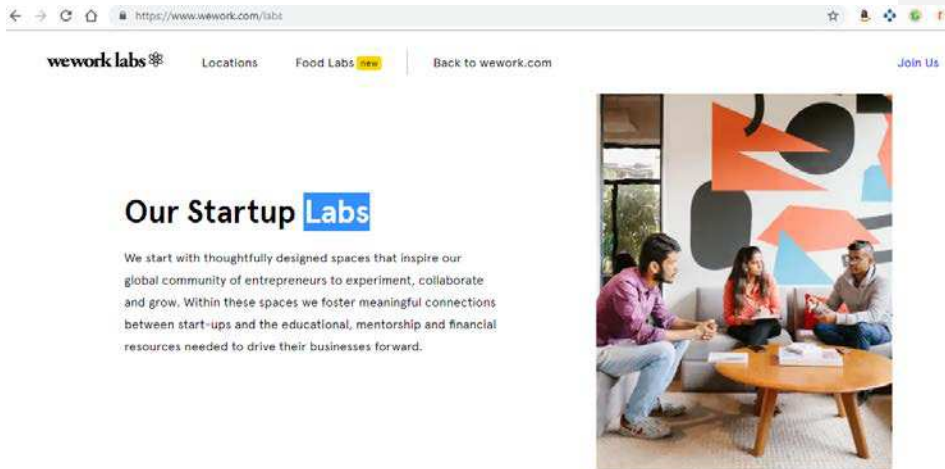 https://www.wework.com/labs
wework labs Locations Food Labs new Back to wework.com Join Us
Our Startup Labs
We start with thoughtfully designed spaces that inspire our
global community of entrepreneurs to experiment, collaborate
and grow. Within these spaces we foster meaningful connections
between start-ups and the educational, mentorship and financial
resources needed to drive their businesses forward.